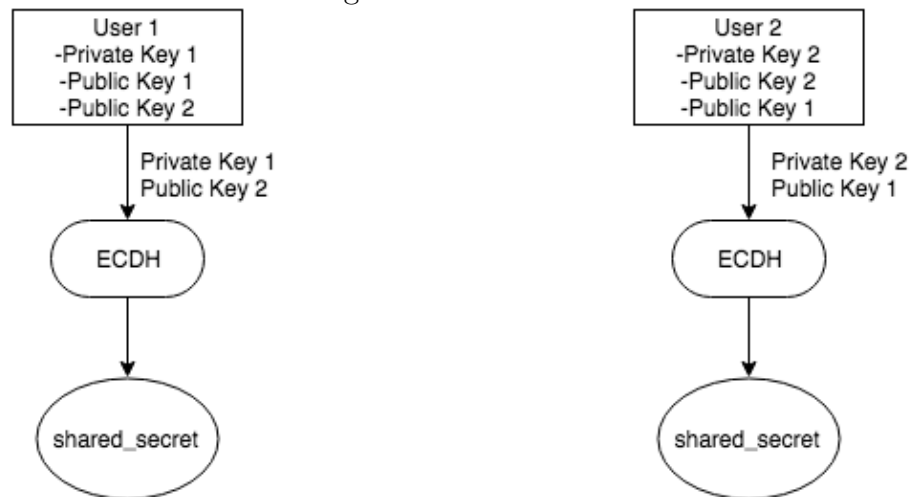 User 1
-Private Key 1
-Public Key 1
-Public Key 2
Private Key 1
Public Key 2
ECDH
shared_secret
User 2
-Private Key 2
-Public Key 2
-Public Key 1
Private Key 2
Public Key 1
ECDH
shared_secret